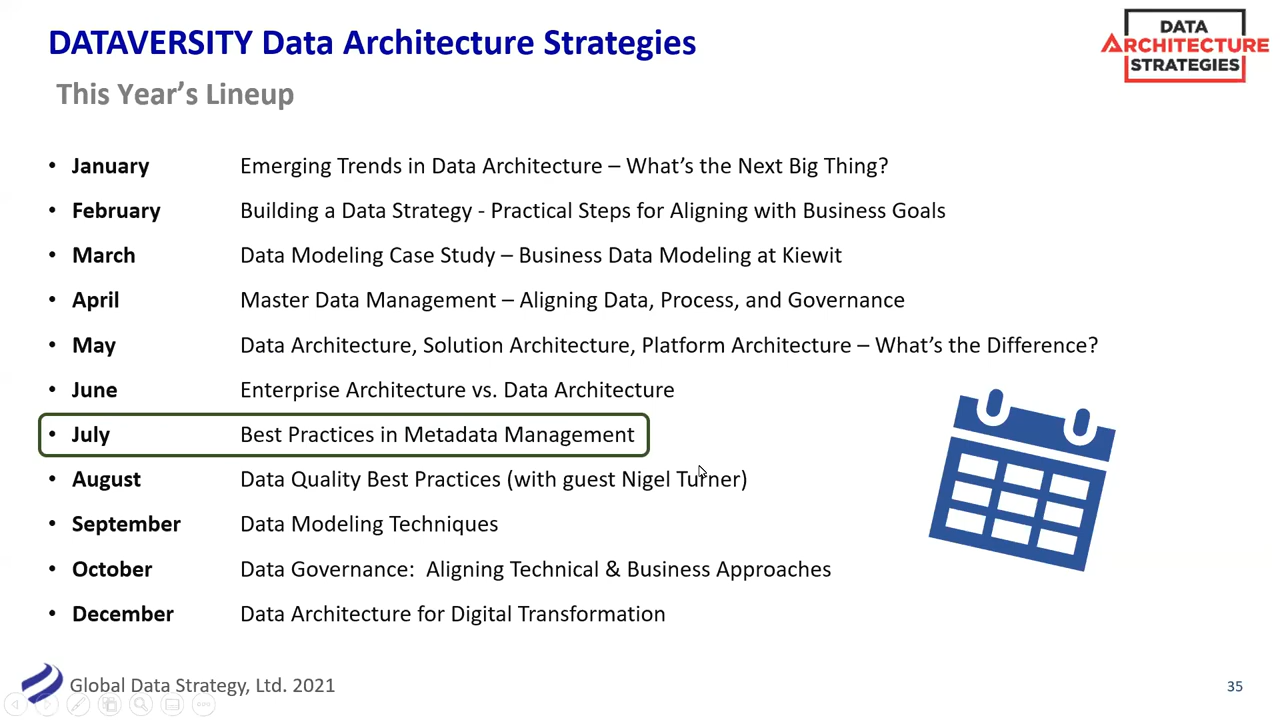 DATAVERSITY Data Architecture Strategies
This Year's Lineup
DATA
ARCHITECTURE
STRATEGIES
• January Emerging Trends in Data Architecture – What's the Next Big Thing?
• February Building a Data Strategy - Practical Steps for Aligning with Business Goals
• March Data Modeling Case Study – Business Data Modeling at Kiewit
• April Master Data Management – Aligning Data, Process, and Governance
• May Data Architecture, Solution Architecture, Platform Architecture – What's the Difference?
• June Enterprise Architecture vs. Data Architecture
• July Best Practices in Metadata Management
• August Data Quality Best Practices (with guest Nigel Turner)
• September Data Modeling Techniques
• October Data Governance: Aligning Technical & Business Approaches
• December Data Architecture for Digital Transformation
Global Data Strategy, Ltd. 2021
35